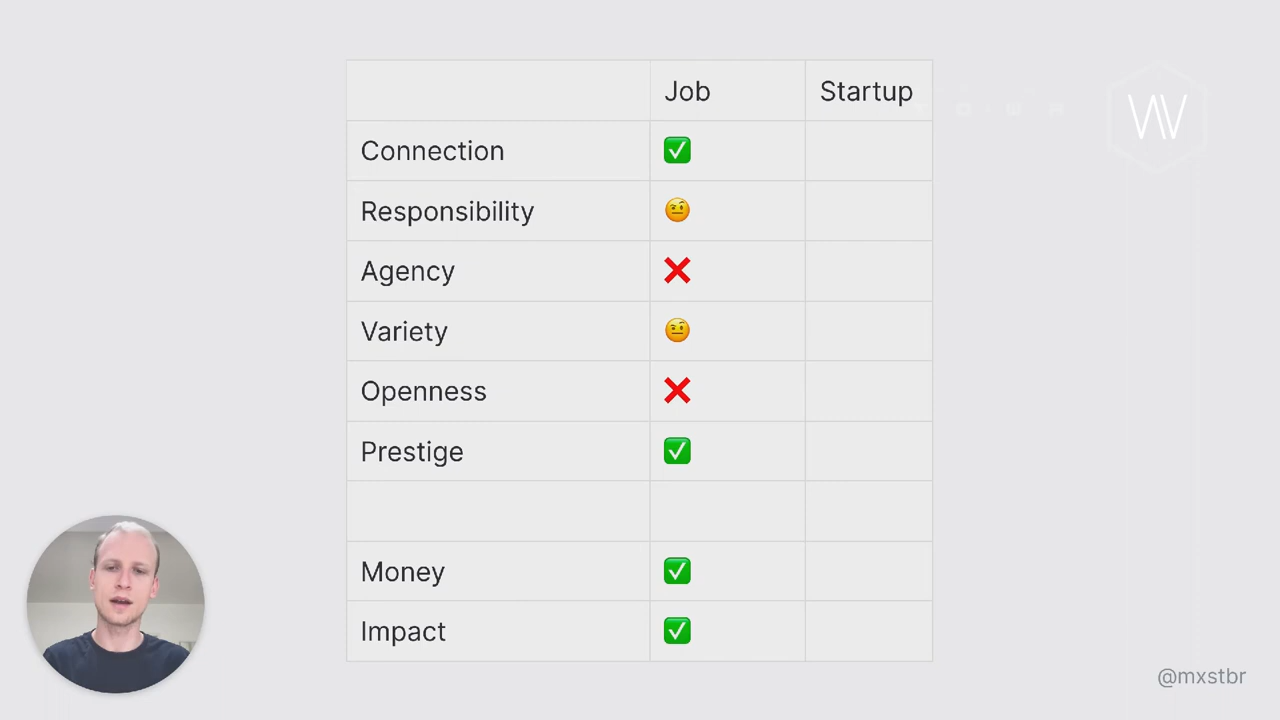 Job Startup
Connection ✅
Responsibility 🤨
Agency ❌
Variety 🤨
Openness ❌
Prestige ✅
Money ✅
Impact ✅
@mxstbr